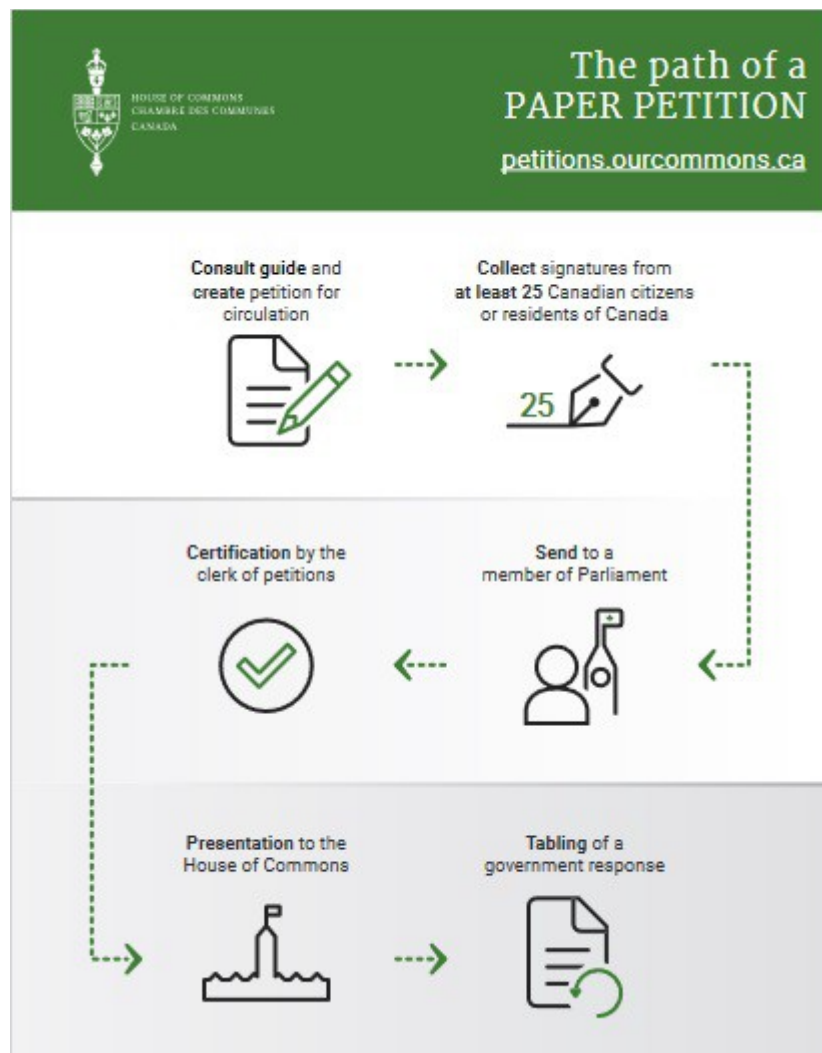 HOUSE OF COMMONS
CHAMBRE DES COMMUNES
CANADA
The path of a
PAPER PETITION
petitions.ourcommons.ca
Consult guide and
create petition for
circulation
Collect signatures from
at least 25 Canadian citizens
or residents of Canada
25
Send to a
member of Parliament
Certification by the
clerk of petitions
Presentation to the
House of Commons
Tabling of a
government response